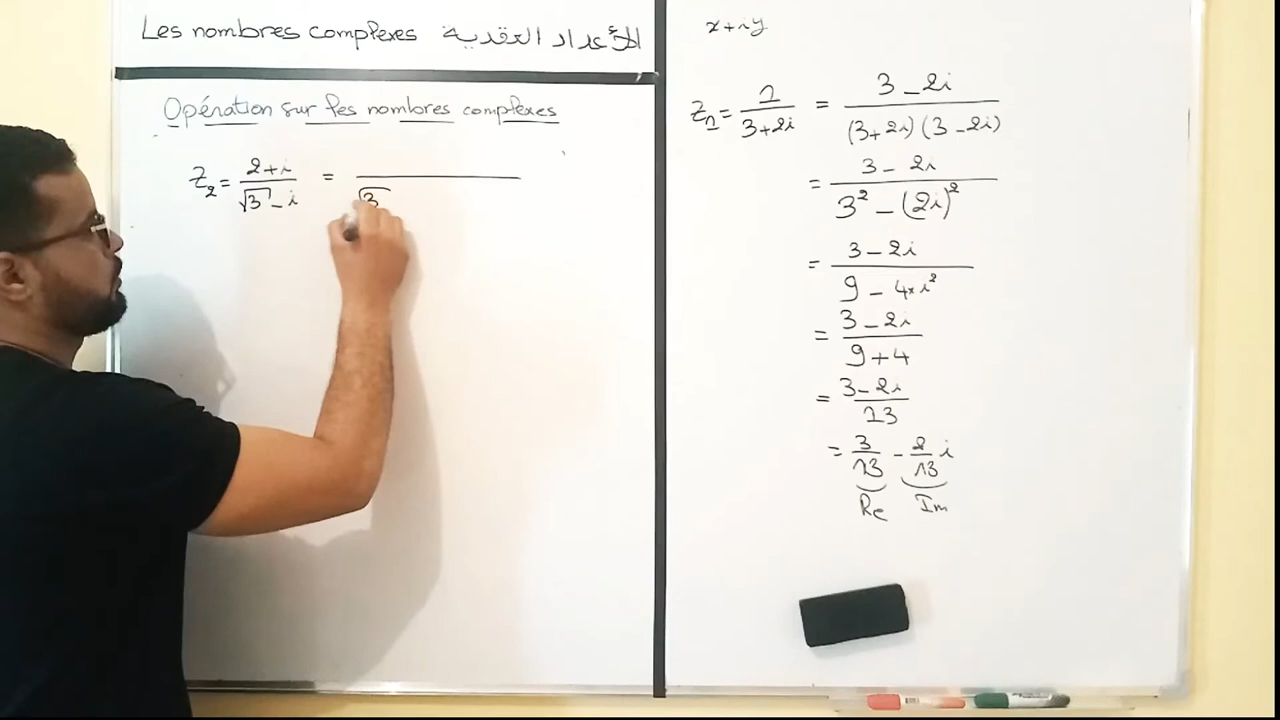 Les nombres complexes الأعداد العقدية
Opération sur les nombres complexes
Z₂ = (2+i)/(√3 - i) = ―/√3
x+iy
Z₁ = 1/(3+2i) = (3-2i)/((3+2i)(3-2i))
= (3-2i)/(3² - (2i)²)
= (3-2i)/(9 - 4×i²)
= (3-2i)/(9+4)
= (3-2i)/13
= 3/13 - 2/13 i
Re Im